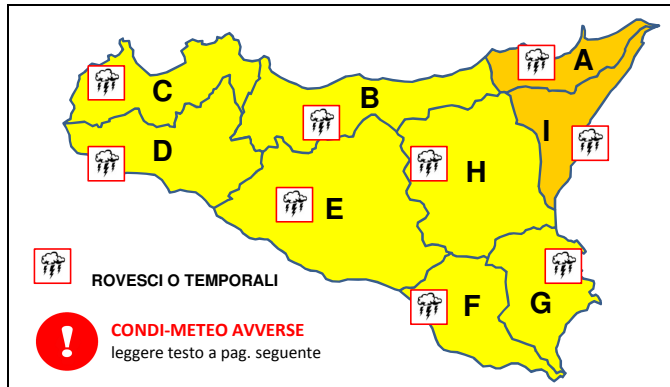 A
C
B
I
D
H
E
G
F
ROVESCI O TEMPORALI
!
CONDI-METEO AVVERSE
leggere testo a pag. seguente